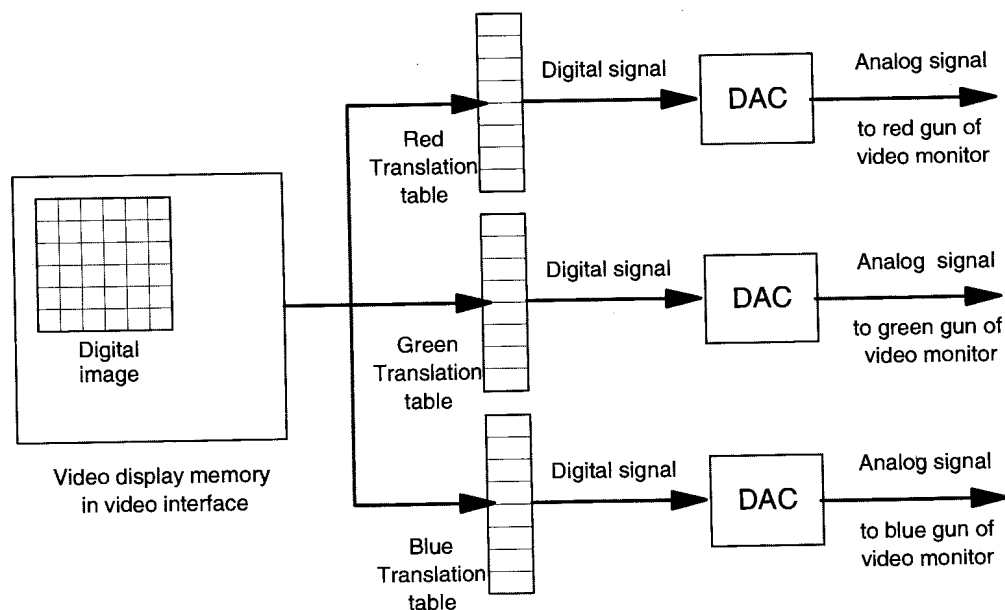 Digital signal
DAC
Analog signal
to red gun of
video monitor
Red
Translation
table
Digital
image
Video display memory
in video interface
Digital signal
DAC
Analog signal
to green gun of
video monitor
Green
Translation
table
Digital signal
DAC
Analog signal
to blue gun of
video monitor
Blue
Translation
table